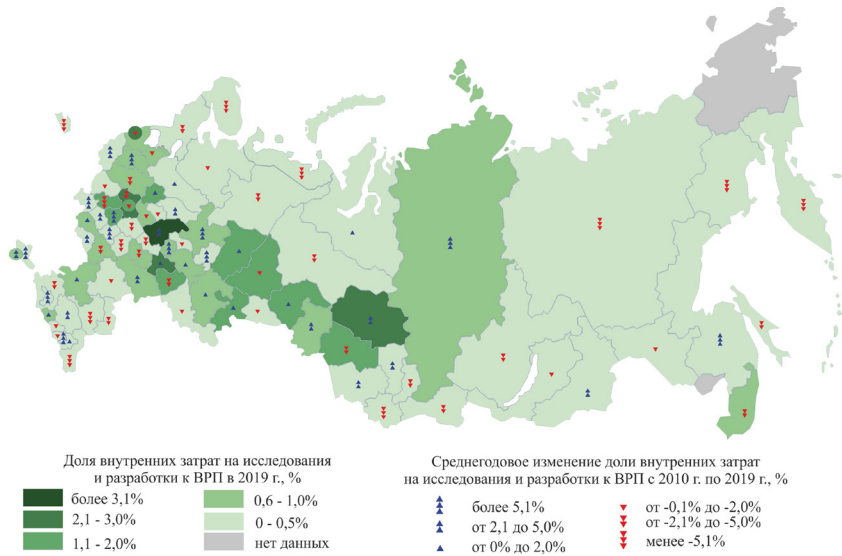 Доля внутренних затрат на исследования
и разработки к ВРП в 2019 г., %
более 3,1%
2,1 - 3,0%
1,1 - 2,0%
0,6 - 1,0%
0 - 0,5%
нет данных
Среднегодовое изменение доли внутренних затрат
на исследования и разработки к ВРП с 2010 г. по 2019 г., %
более 5,1%
от 2,1 до 5,0%
от 0% до 2,0%
от -0,1% до -2,0%
от -2,1% до -5,0%
менее -5,1%